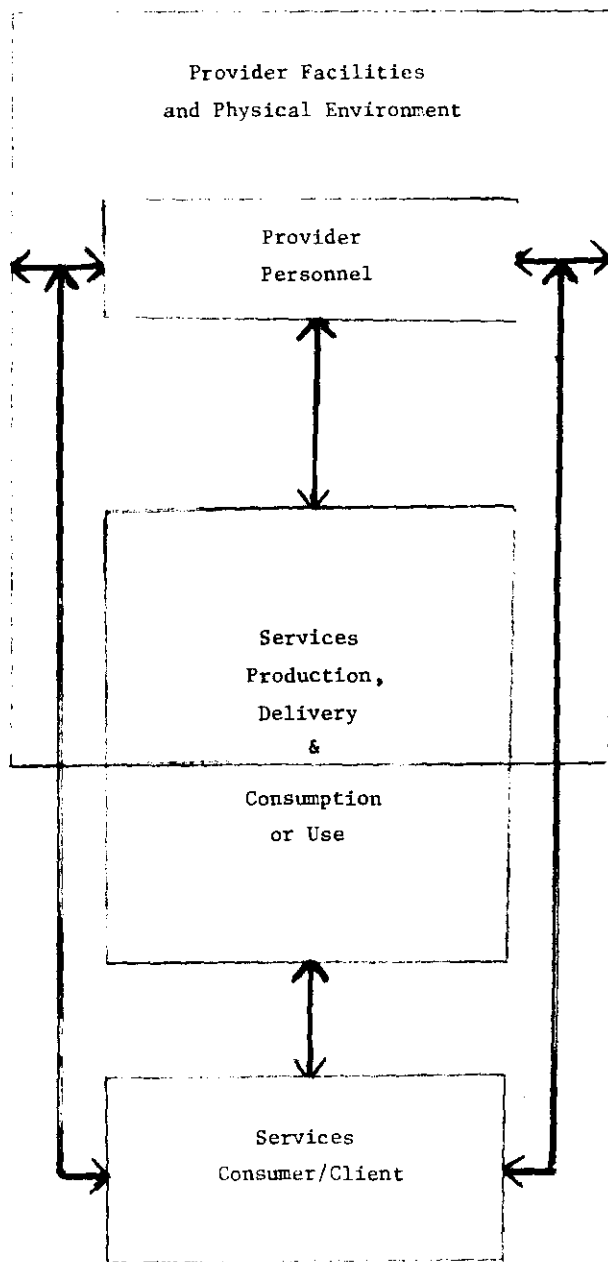 Provider Facilities
and Physical Environment
Provider
Personnel
Services
Production,
Delivery
&
Consumption
or Use
Services
Consumer/Client